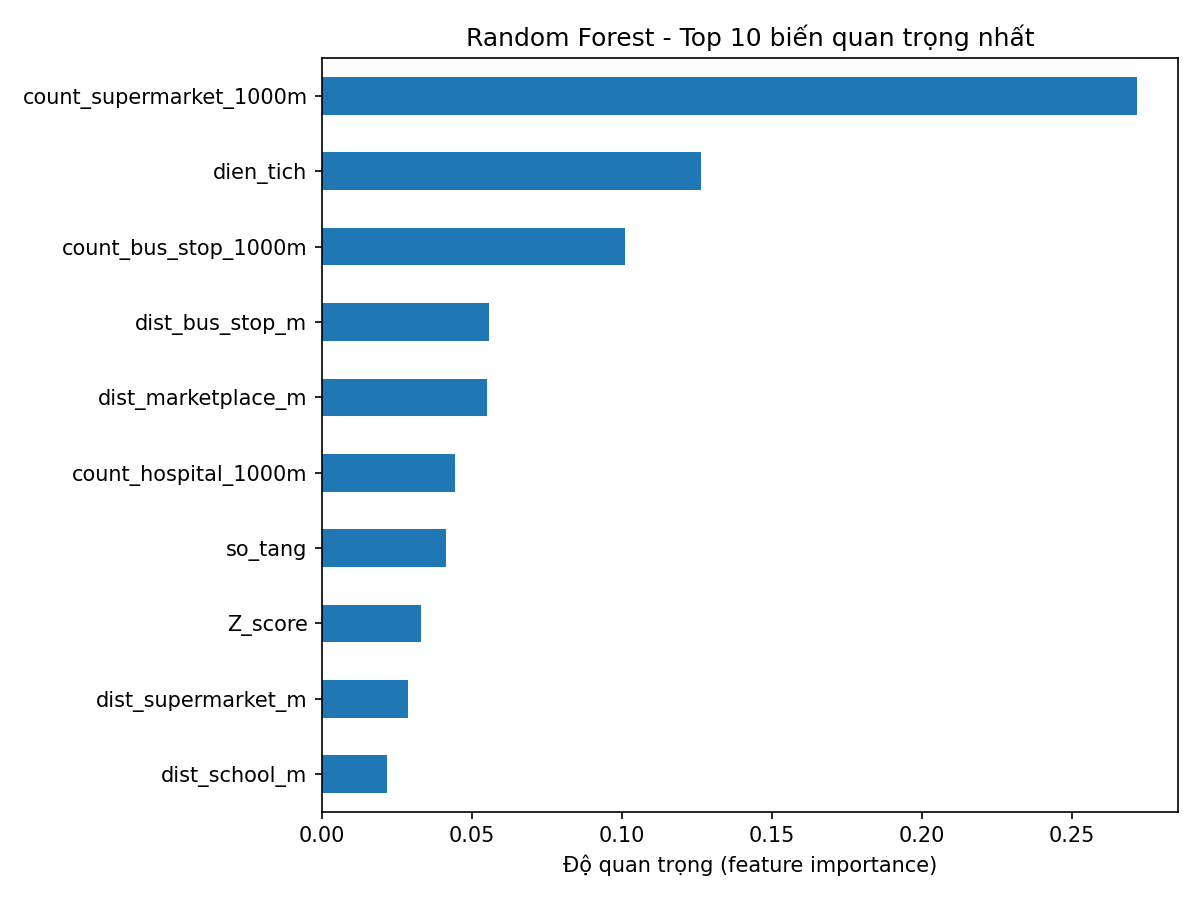 Random Forest - Top 10 biến quan trọng nhất
count_supermarket_1000m
dien_tich
count_bus_stop_1000m
dist_bus_stop_m
dist_marketplace_m
count_hospital_1000m
so_tang
Z_score
dist_supermarket_m
dist_school_m
0.00 0.05 0.10 0.15 0.20 0.25
Độ quan trọng (feature importance)